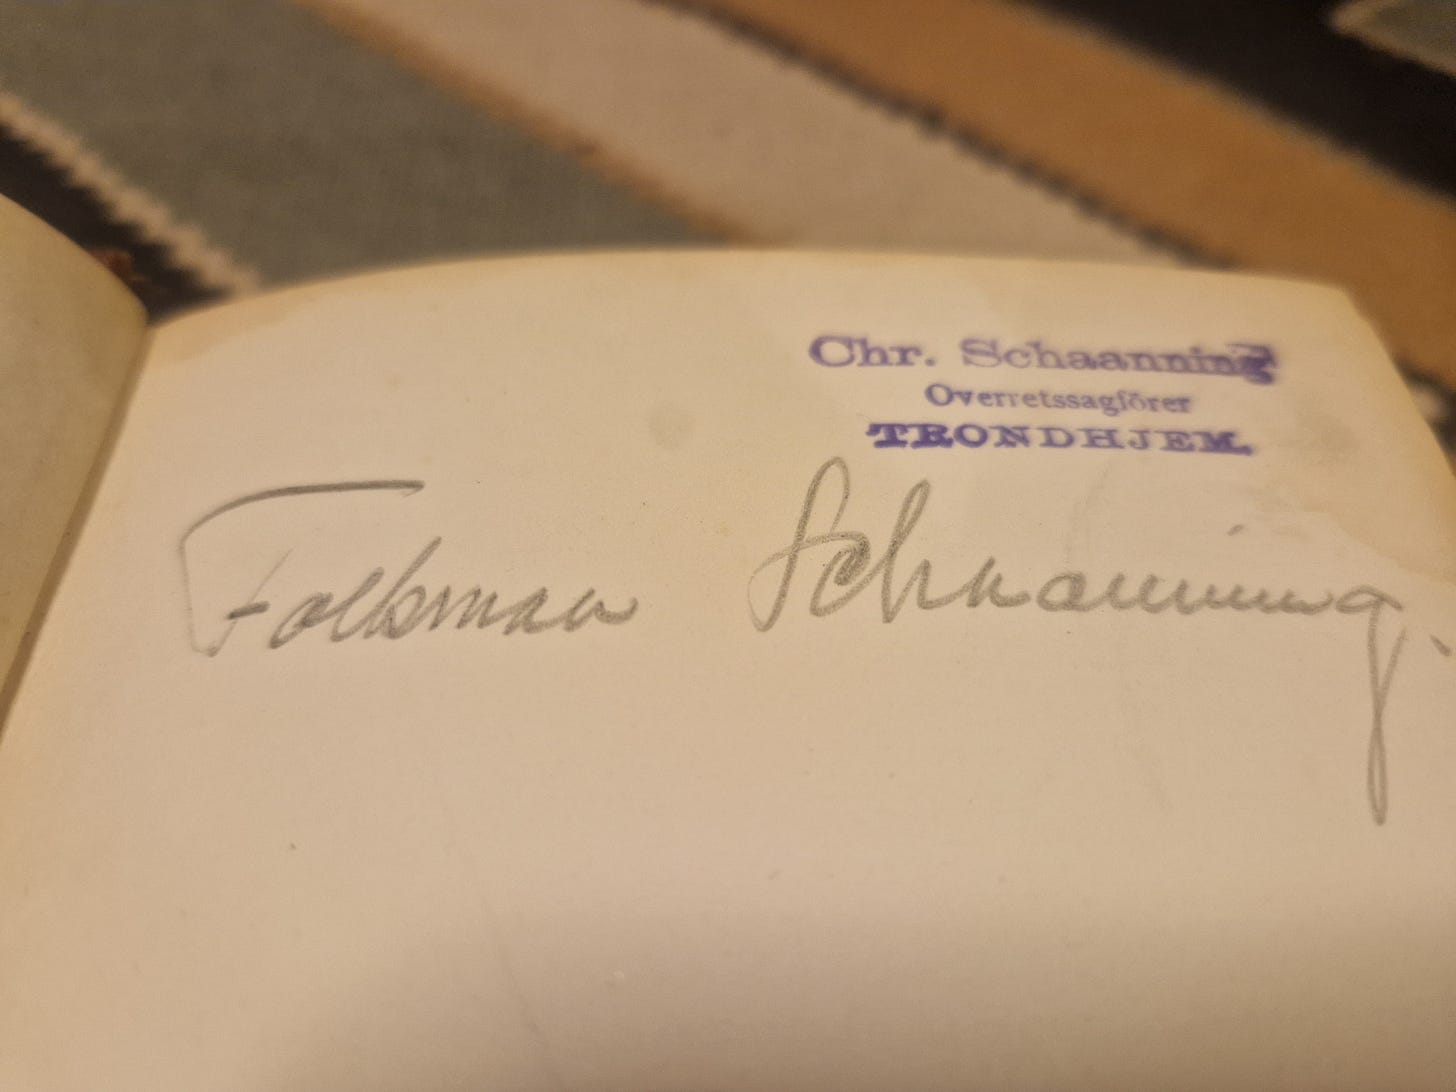 Chr. Schaanning
Overretssagförer
TRONDHJEM.
Folkman Schaanning.